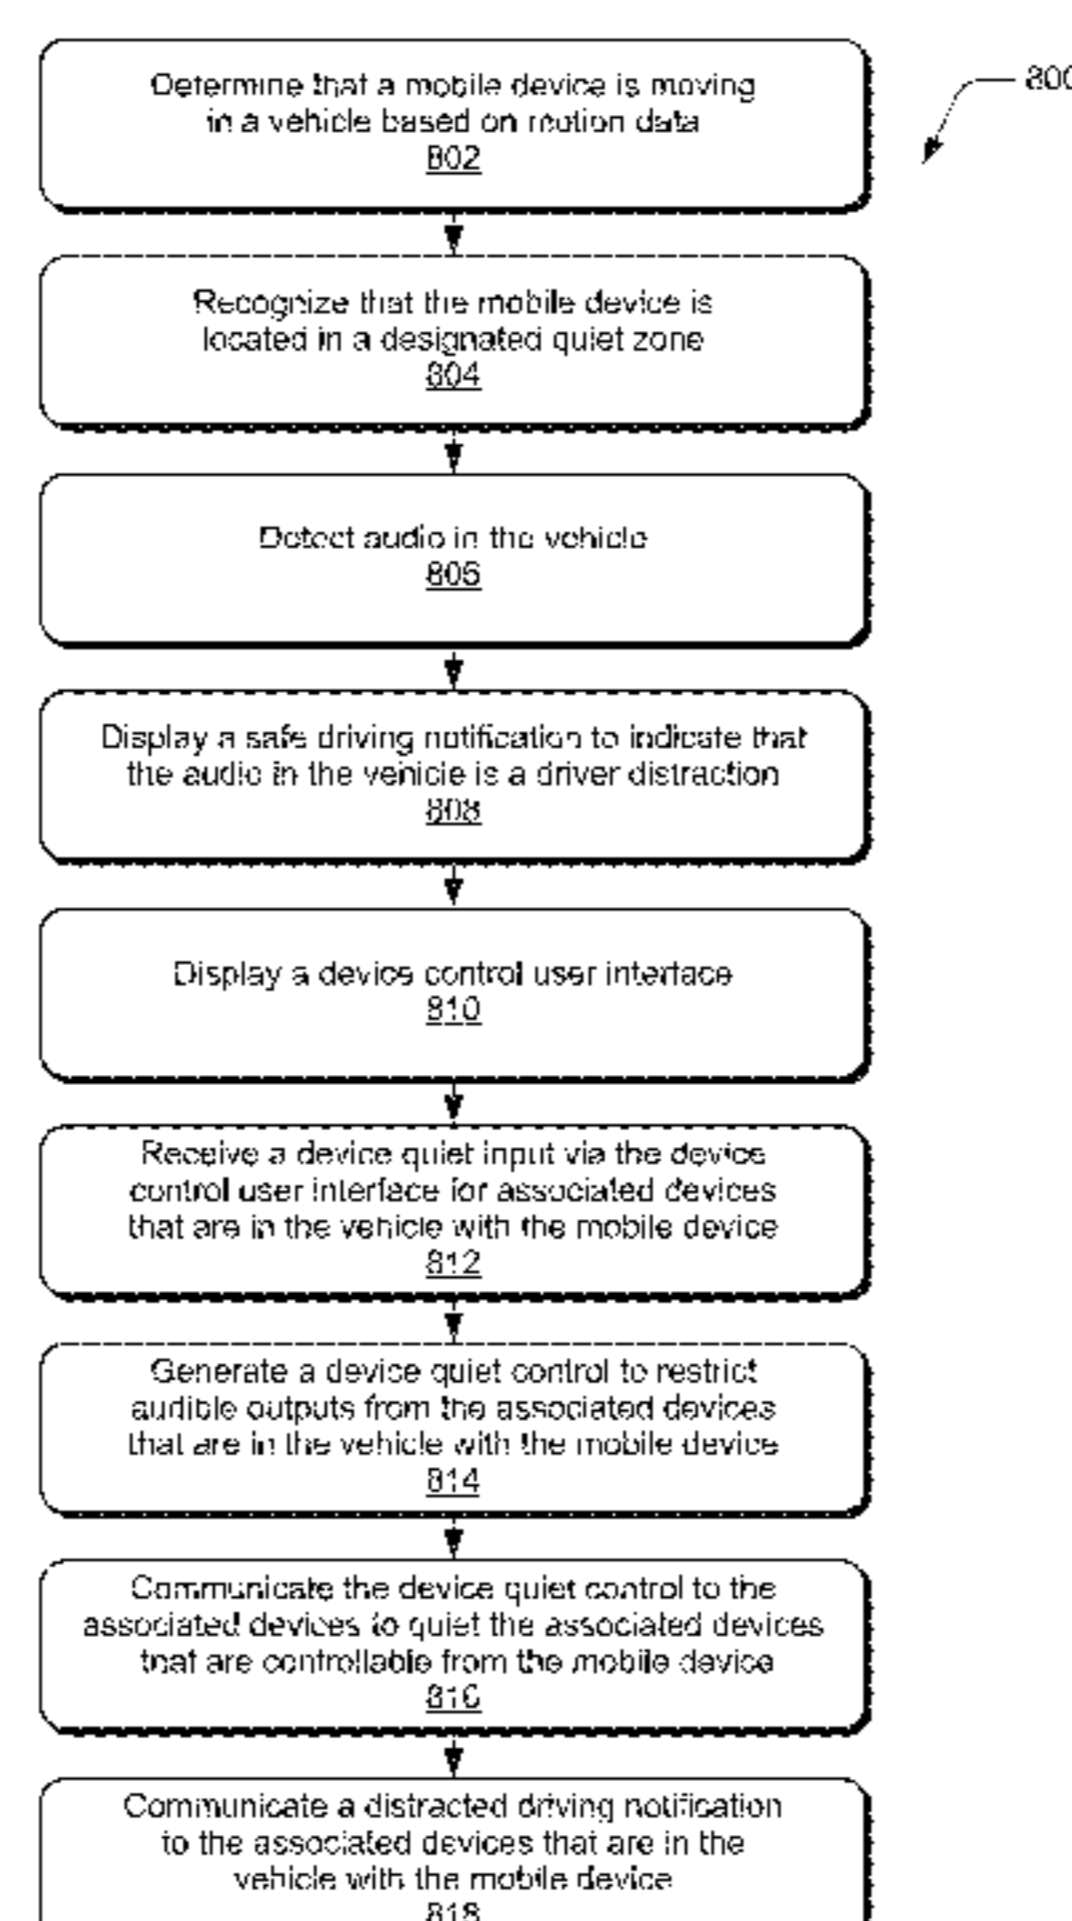 Determine that a mobile device is moving
in a vehicle based on motion data
802
800
Recognize that the mobile device is
located in a designated quiet zone
804
Detect audio in the vehicle
806
Display a safe driving notification to indicate that
the audio in the vehicle is a driver distraction
808
Display a device control user interface
810
Receive a device quiet input via the device
control user interface for associated devices
that are in the vehicle with the mobile device
812
Generate a device quiet control to restrict
audible outputs from the associated devices
that are in the vehicle with the mobile device
814
Communicate the device quiet control to the
associated devices to quiet the associated devices
that are controllable from the mobile device
816
Communicate a distracted driving notification
to the associated devices that are in the
vehicle with the mobile device
818